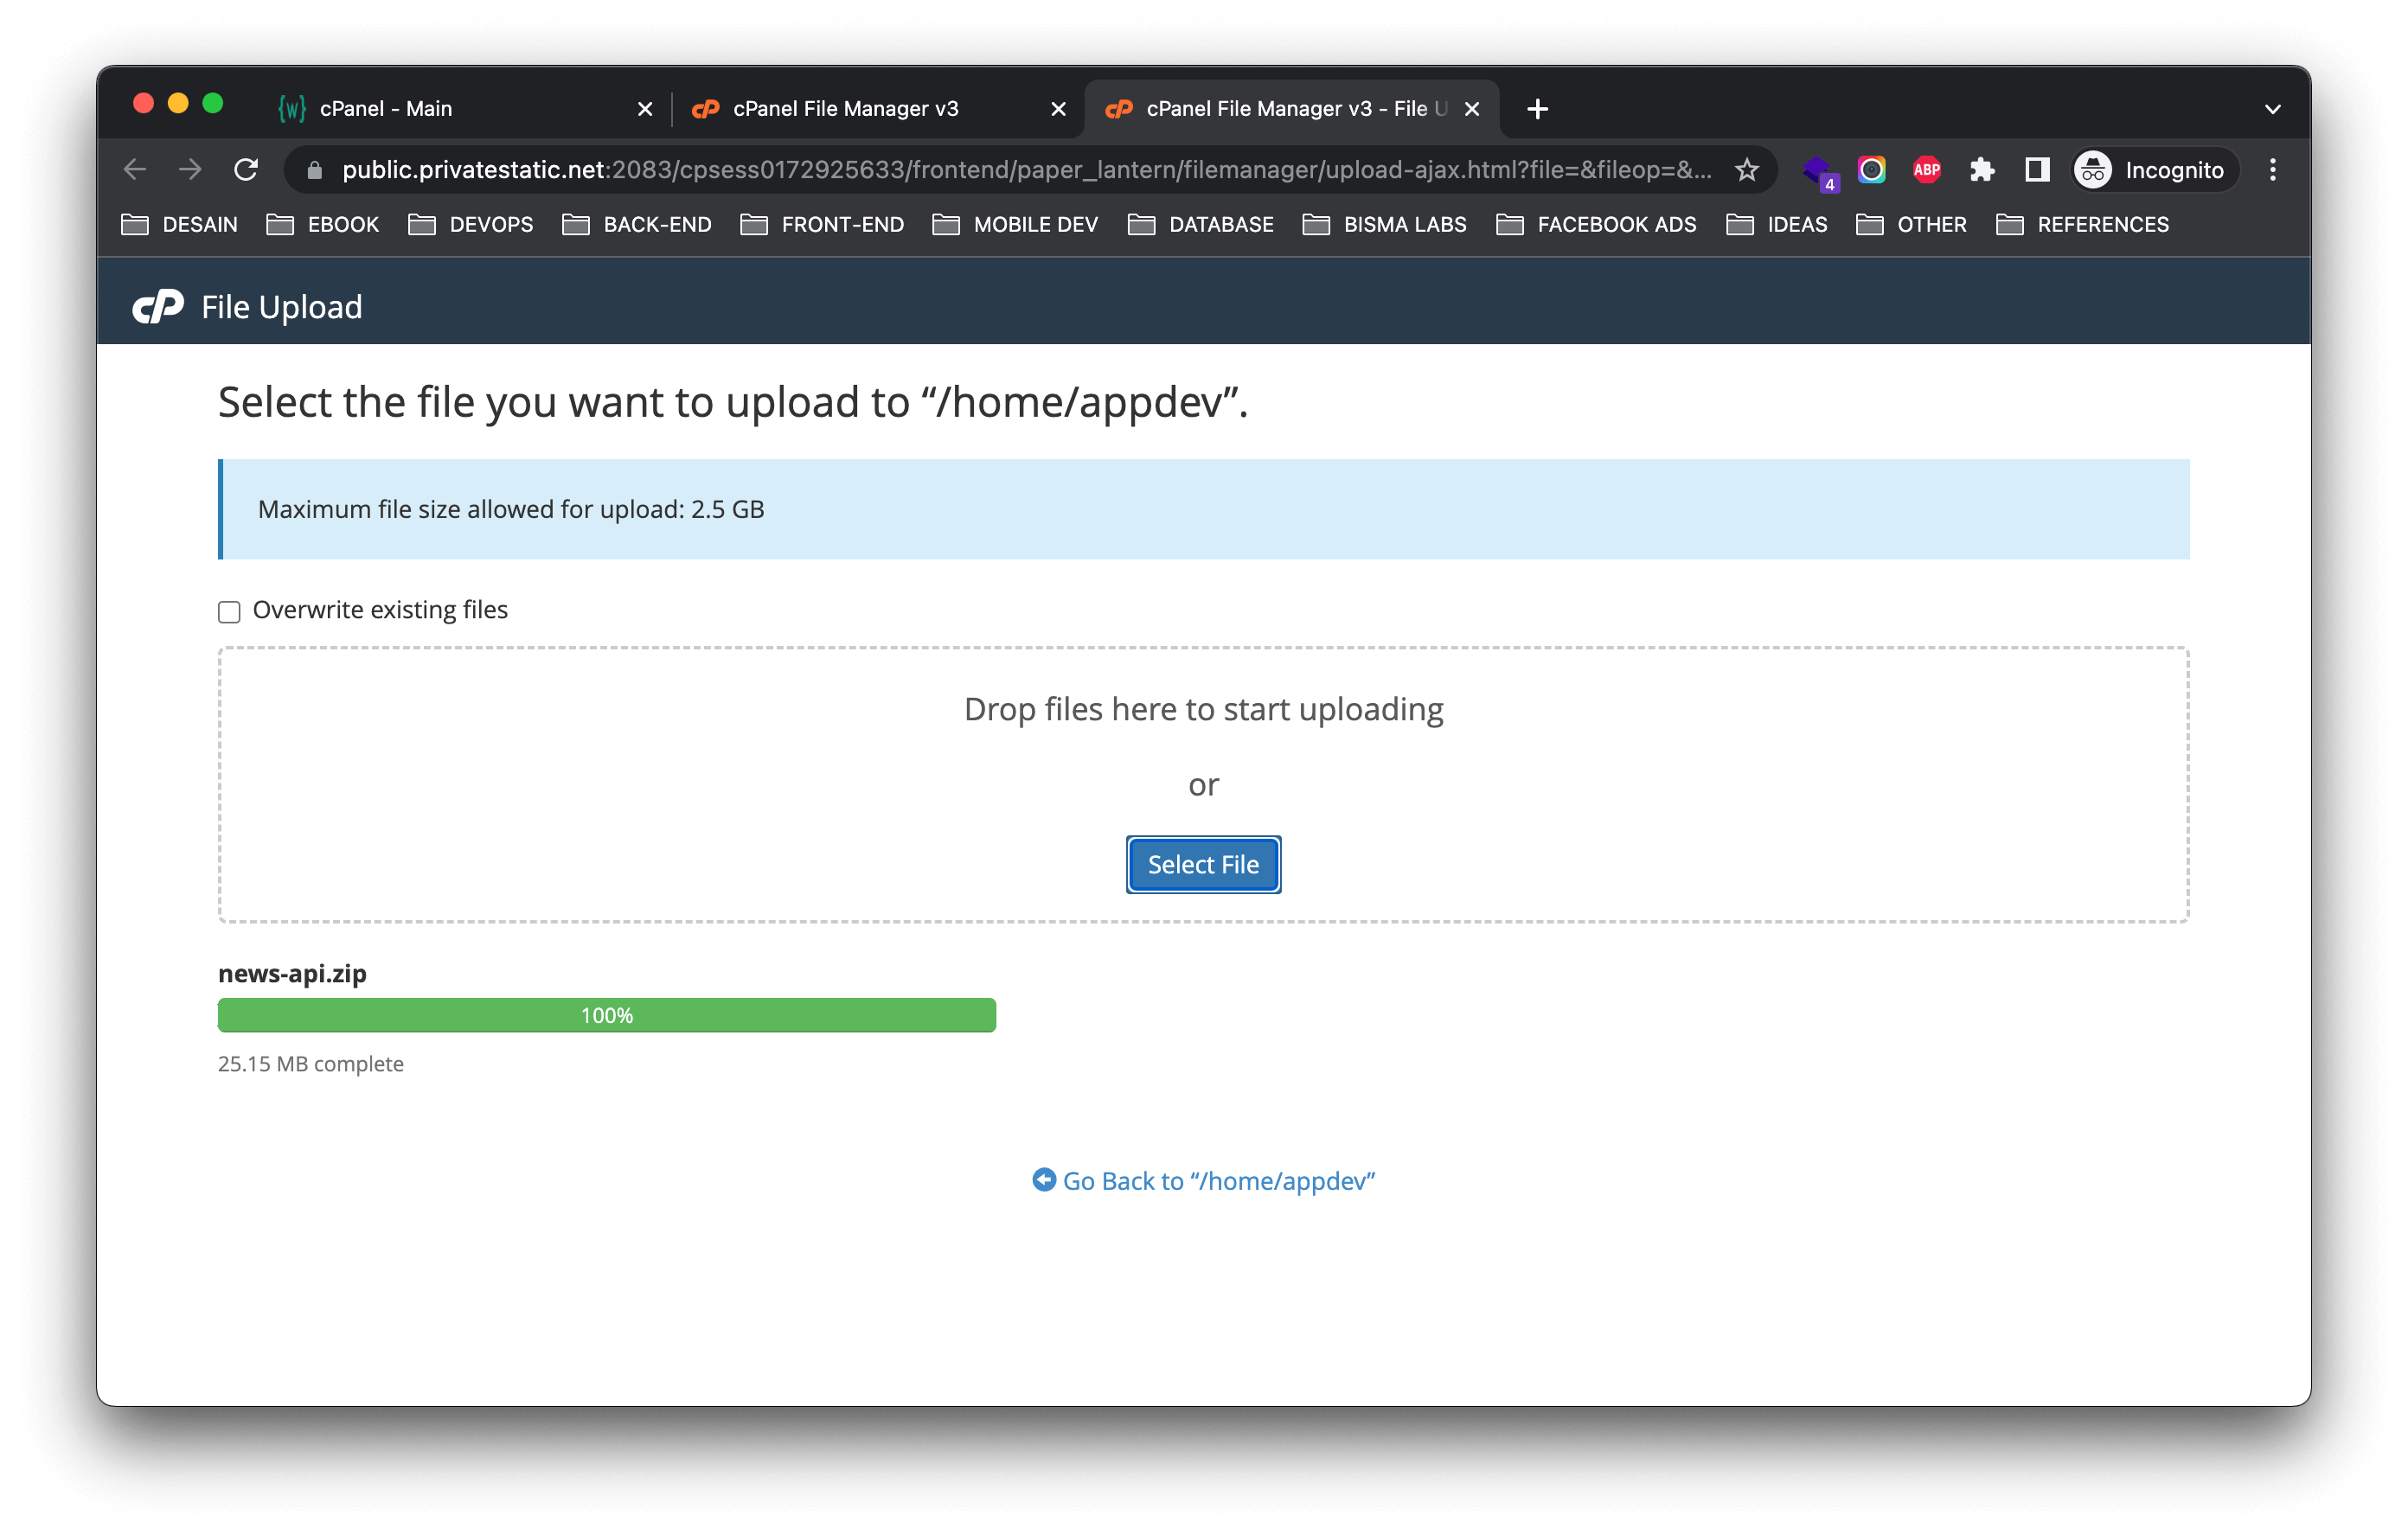 cPanel - Main
cPanel File Manager v3
cPanel File Manager v3 - File U
public.privatestatic.net:2083/cpsess0172925633/frontend/paper_lantern/filemanager/upload-ajax.html?file=&fileop=&...
4
ABP
Incognito
DESAIN
EBOOK
DEVOPS
BACK-END
FRONT-END
MOBILE DEV
DATABASE
BISMA LABS
FACEBOOK ADS
IDEAS
OTHER
REFERENCES
cP File Upload
Select the file you want to upload to “/home/appdev”.
Maximum file size allowed for upload: 2.5 GB
Overwrite existing files
Drop files here to start uploading
or
Select File
news-api.zip
100%
25.15 MB complete
Go Back to “/home/appdev”